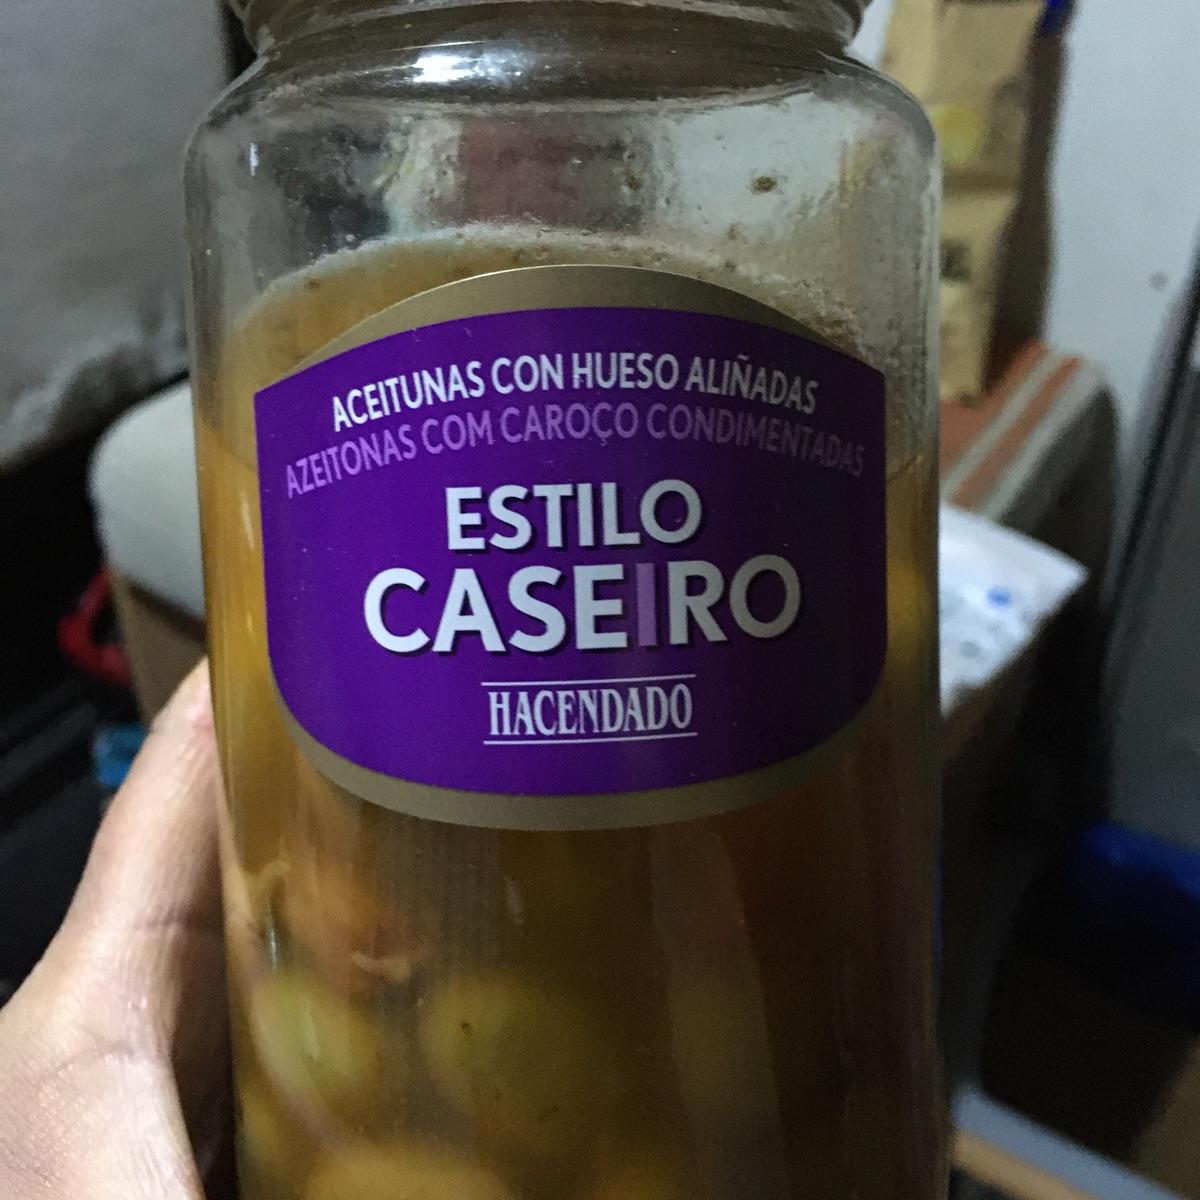 ACEITUNAS CON HUESO ALIÑADAS
AZEITONAS COM CAROÇO CONDIMENTADAS
ESTILO
CASEIRO
HACENDADO